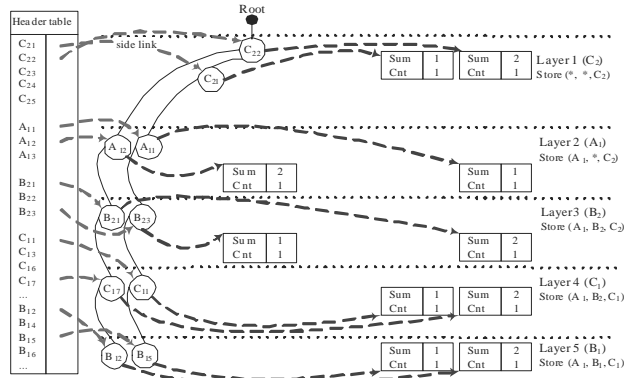 Root
Header table
C21
C22
C23
C24
C25
A11
A12
A13
B21
B22
B23
C11
C13
C16
C17
...
B12
B14
B15
B16
...
side link
C22
C21
Sum 1
Cnt 1
Sum 2
Cnt 1
Layer 1 (C2)
Store (*, *, C2)
A12
A11
Sum 2
Cnt 1
Sum 1
Cnt 1
Layer 2 (A1)
Store (A1, *, C2)
B21
B23
Sum 1
Cnt 1
Sum 2
Cnt 1
Layer3 (B2)
Store (A1, B2, C2)
C17
C11
Sum 1
Cnt 1
Sum 2
Cnt 1
Layer 4 (C1)
Store (A1, B2, C1)
B12
B15
Sum 1
Cnt 1
Sum 2
Cnt 1
Layer 5 (B1)
Store (A1, B1, C1)